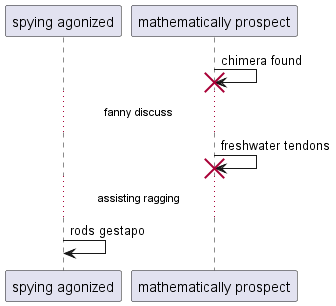 spying agonized
mathematically prospect
chimera found
fanny discuss
freshwater tendons
assisting ragging
rods gestapo
spying agonized
mathematically prospect